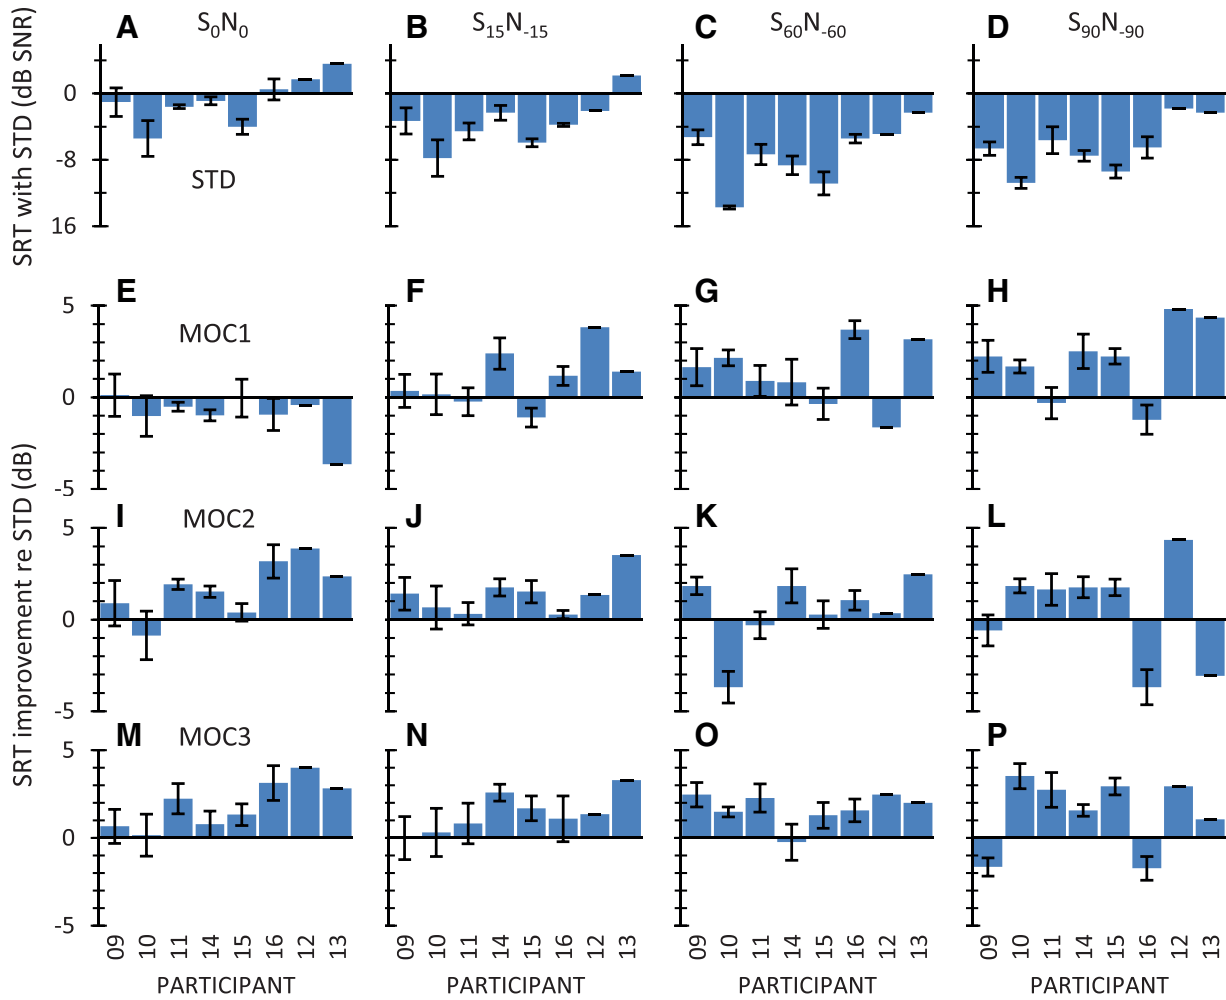 A S₀N₀ B S₁₅N₋₁₅ C S₆₀N₋₆₀ D S₉₀N₋₉₀
SRT with STD (dB SNR)
0
-8
16
STD
E F G H
MOC1
5
0
-5
SRT improvement re STD (dB)
I J K L
MOC2
5
0
-5
M N O P
MOC3
5
0
-5
09 10 11 14 15 16 12 13 09 10 11 14 15 16 12 13 09 10 11 60 14 15 16 12 13 09 10 11 14 15 16 12 13
PARTICIPANT PARTICIPANT PARTICIPANT PARTICIPANT